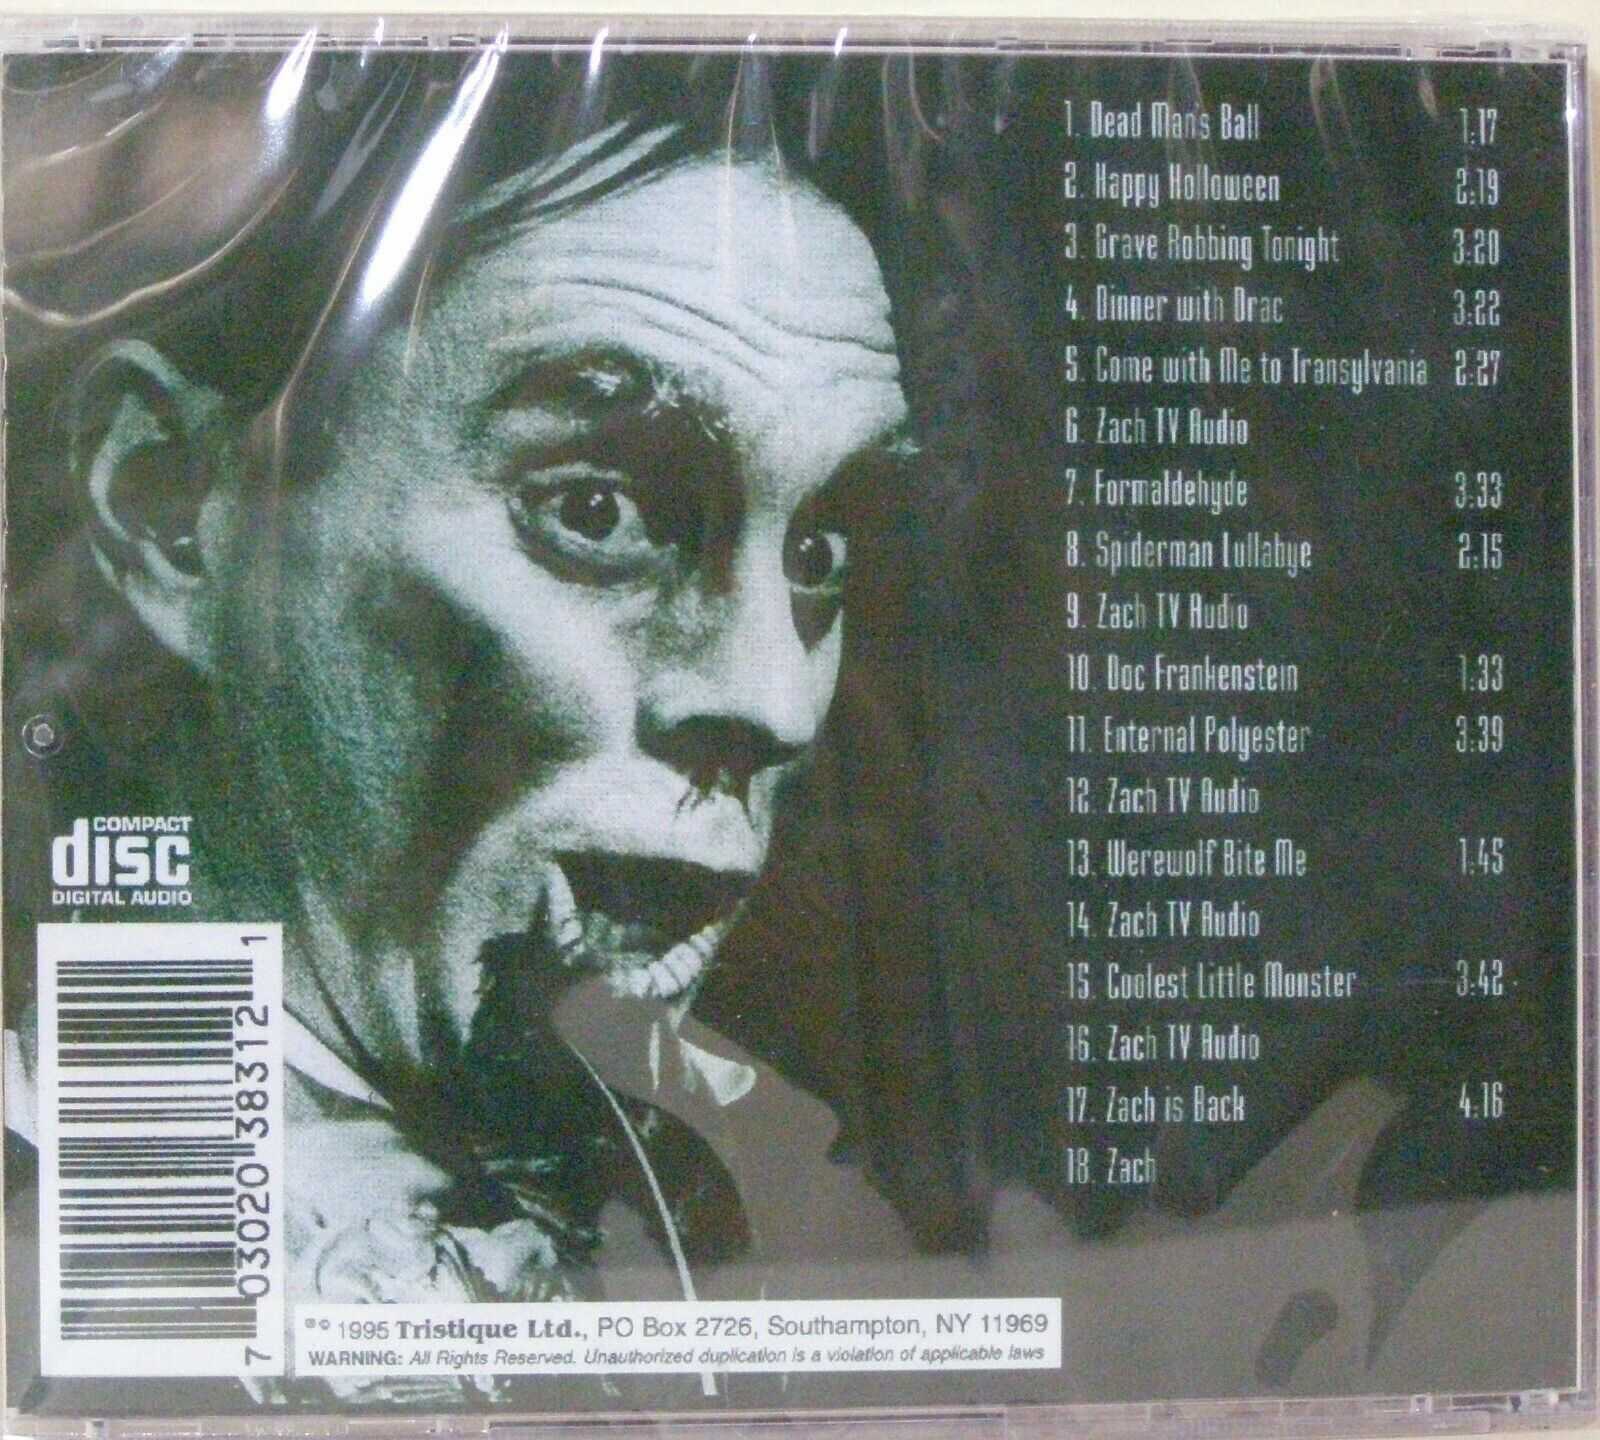 1. Dead Man's Ball 1:17
2. Happy Holloween 2:19
3. Grave Robbing Tonight 3:20
4. Dinner with Drac 3:22
5. Come with Me to Transylvania 2:27
6. Zach TV Audio
7. Formaldehyde 3:33
8. Spiderman Lullabye 2:15
9. Zach TV Audio
10. Doc Frankenstein 1:33
11. Enternal Polyester 3:39
12. Zach TV Audio
13. Werewolf Bite Me 1:45
14. Zach TV Audio
15. Coolest Little Monster 3:42
16. Zach TV Audio
17. Zach is Back 4:16
18. Zach
COMPACT
disc
DIGITAL AUDIO
7 03020 38312 1
℗© 1995 Tristique Ltd., PO Box 2726, Southampton, NY 11969
WARNING: All Rights Reserved. Unauthorized duplication is a violation of applicable laws